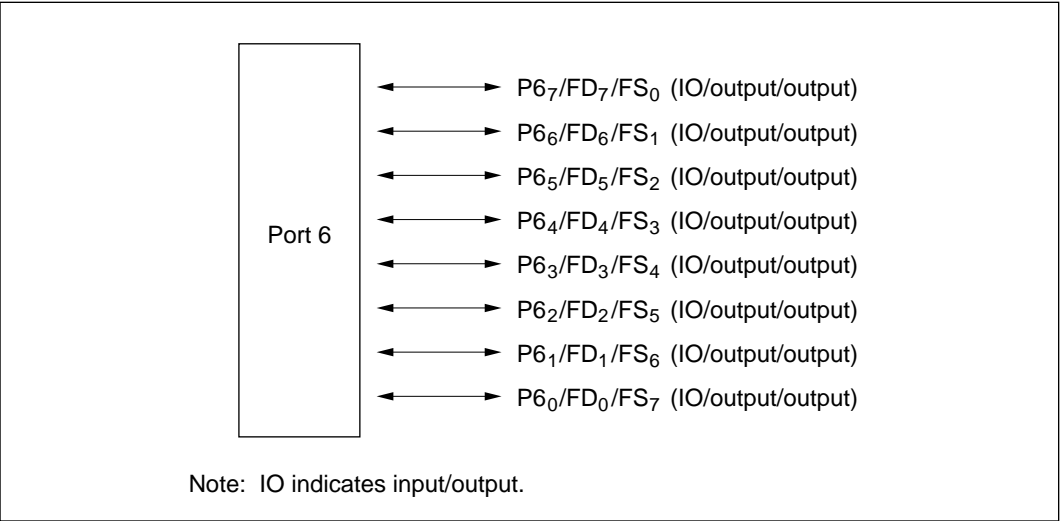 P6₇/FD₇/FS₀ (IO/output/output)
P6₆/FD₆/FS₁ (IO/output/output)
P6₅/FD₅/FS₂ (IO/output/output)
P6₄/FD₄/FS₃ (IO/output/output)
Port 6
P6₃/FD₃/FS₄ (IO/output/output)
P6₂/FD₂/FS₅ (IO/output/output)
P6₁/FD₁/FS₆ (IO/output/output)
P6₀/FD₀/FS₇ (IO/output/output)
Note: IO indicates input/output.